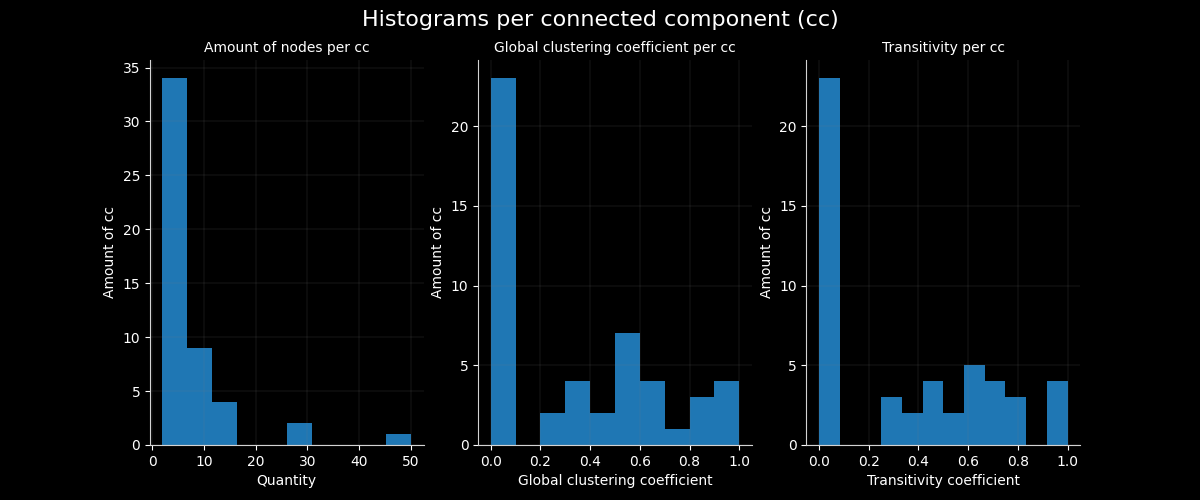 Histograms per connected component (cc)
Amount of nodes per cc
35
30
25
20
15
10
5
0
Amount of cc
0 10 20 30 40 50
Quantity
Global clustering coefficient per cc
20
15
10
5
0
Amount of cc
0.0 0.2 0.4 0.6 0.8 1.0
Global clustering coefficient
Transitivity per cc
20
15
10
5
0
Amount of cc
0.0 0.2 0.4 0.6 0.8 1.0
Transitivity coefficient